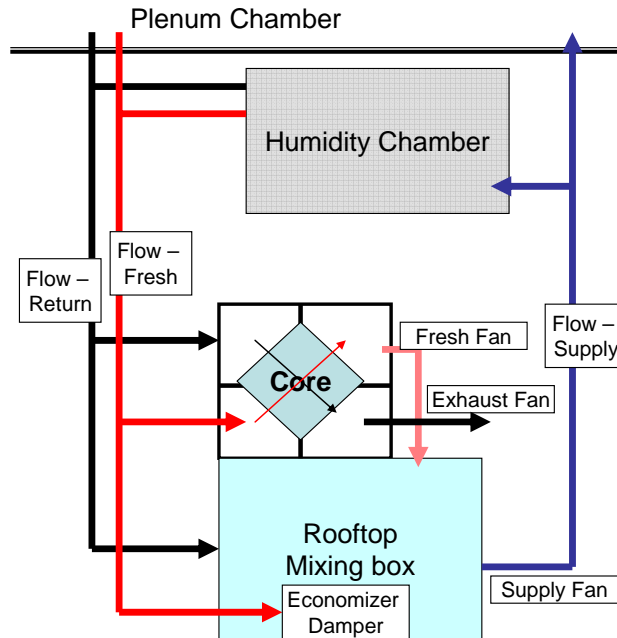 Plenum Chamber
Humidity Chamber
Flow –
Fresh
Flow –
Return
Fresh Fan
Flow –
Supply
Core
Exhaust Fan
Rooftop
Mixing box
Supply Fan
Economizer
Damper